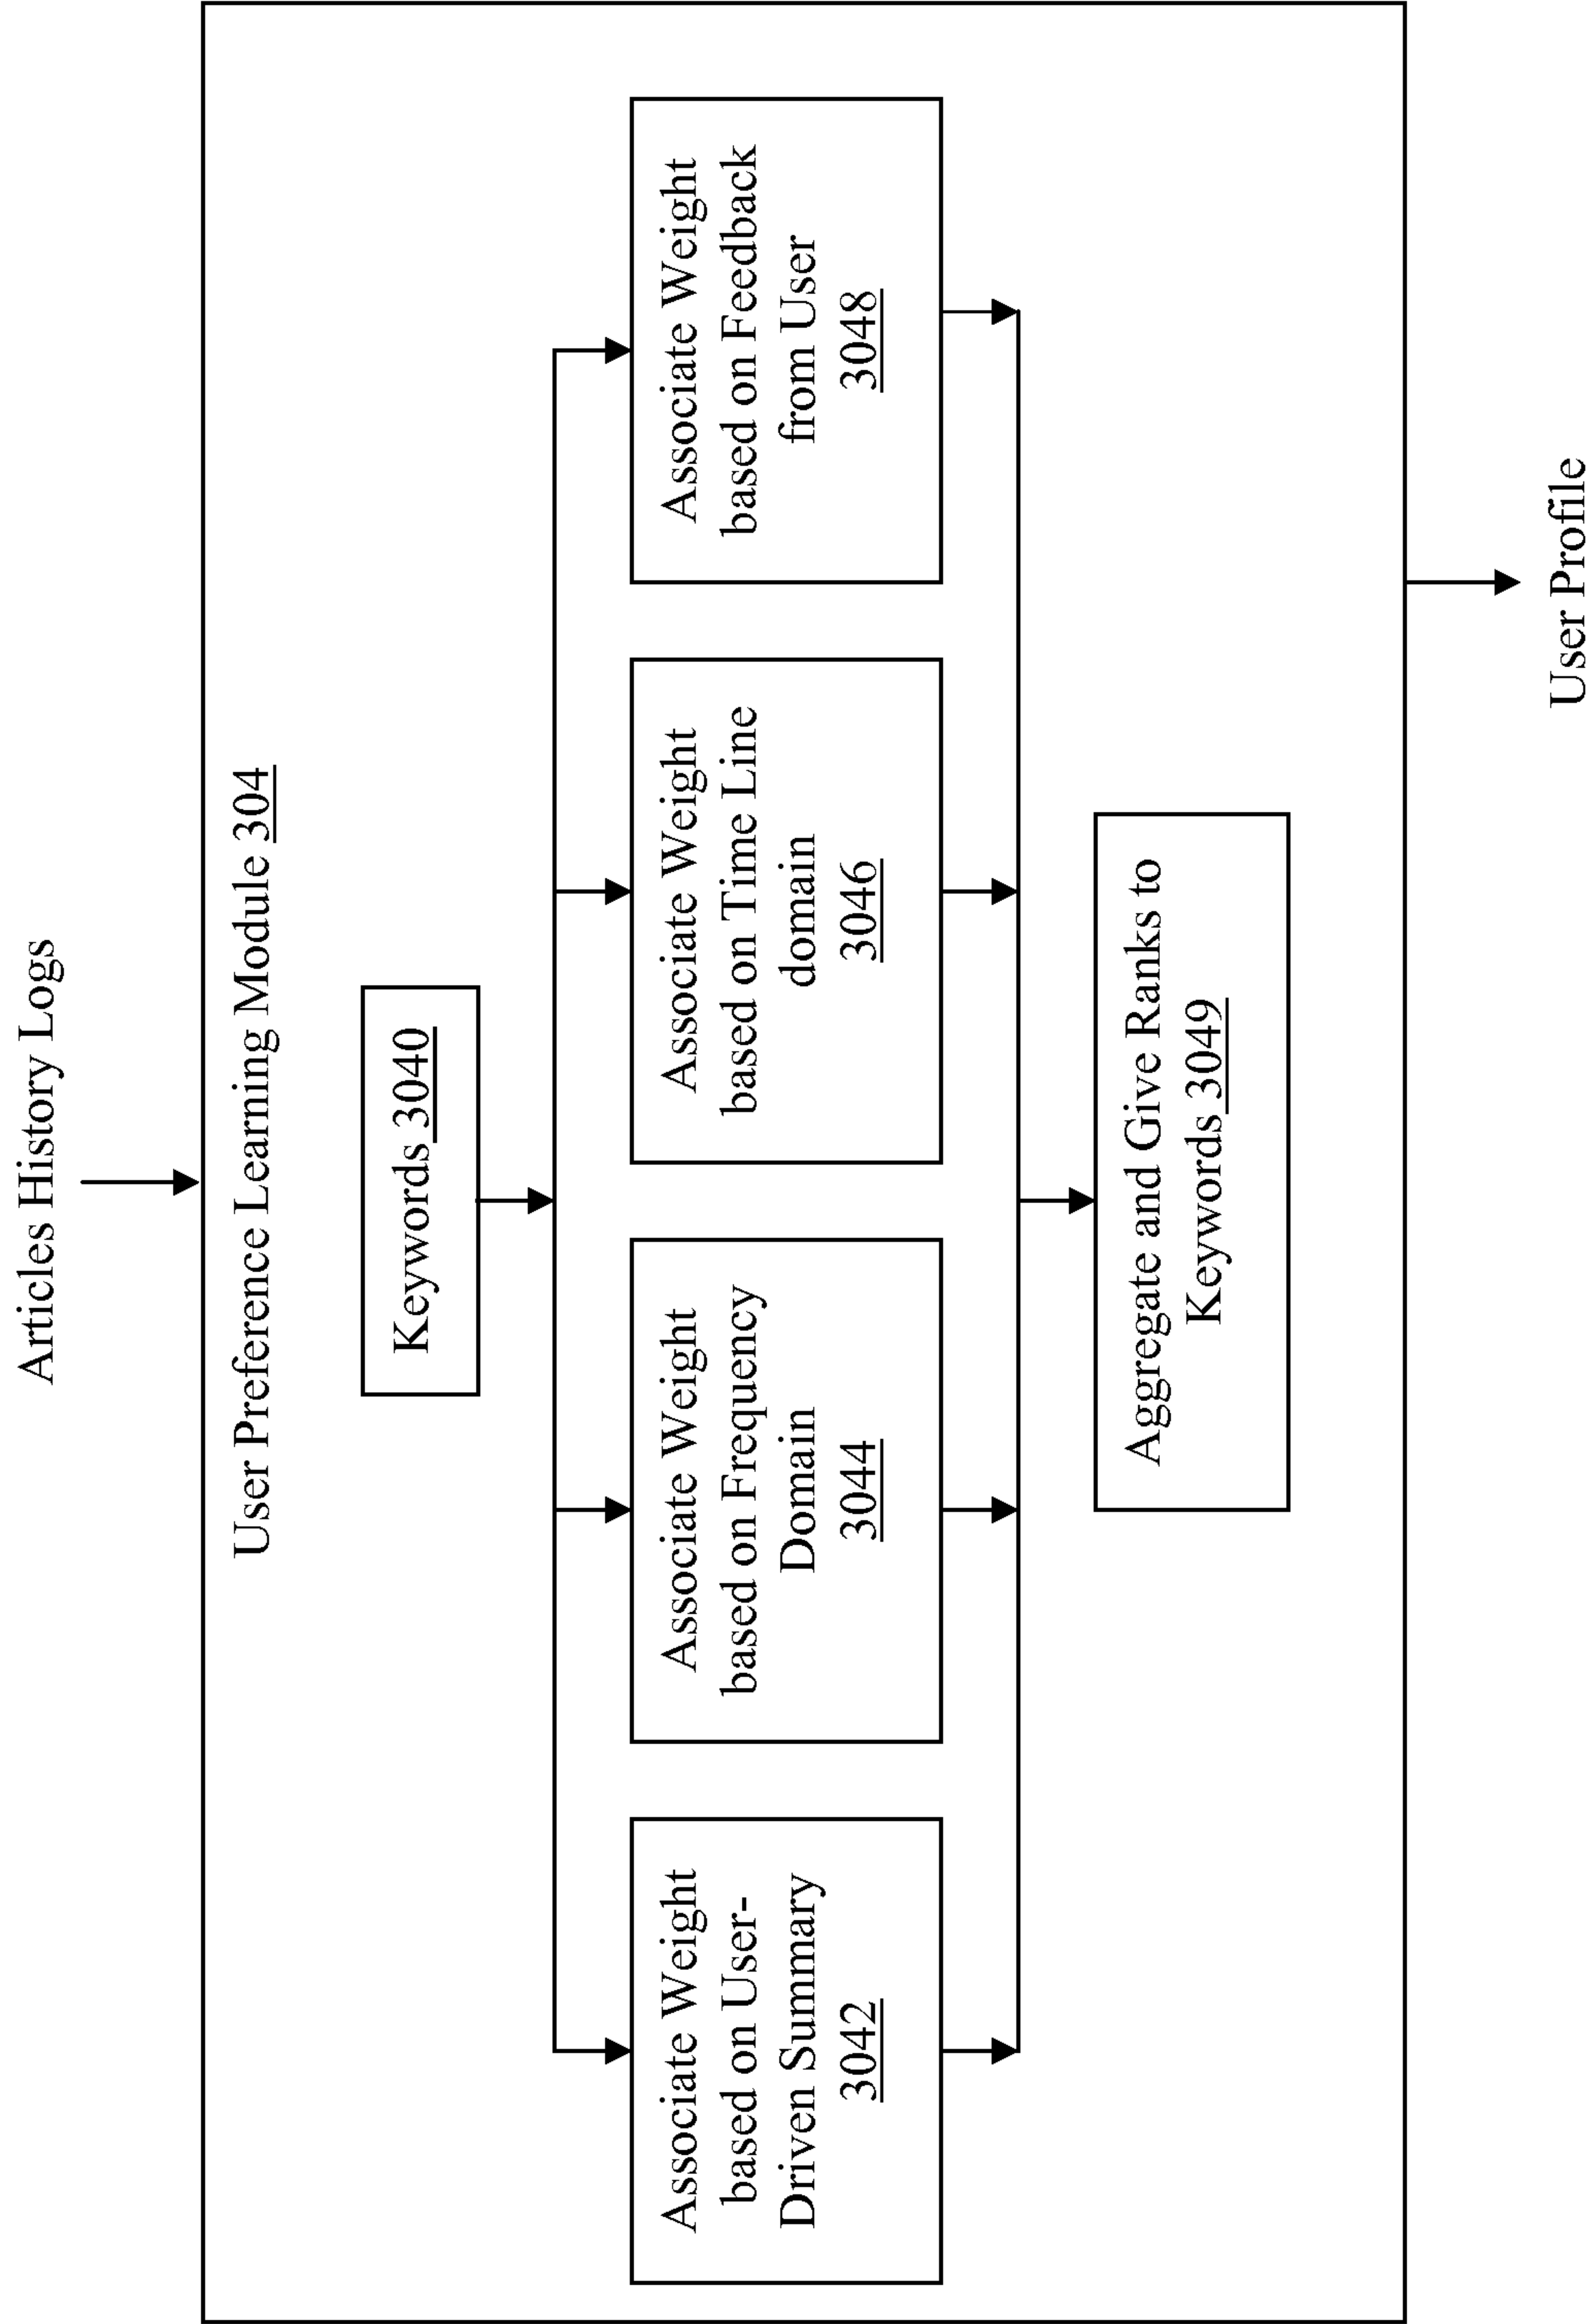 Articles History Logs
User Preference Learning Module 304
Keywords 3040
Associate Weight
based on User-
Driven Summary
3042
Associate Weight
based on Frequency
Domain
3044
Associate Weight
based on Time Line
domain
3046
Associate Weight
based on Feedback
from User
3048
Aggregate and Give Ranks to
Keywords 3049
User Profile